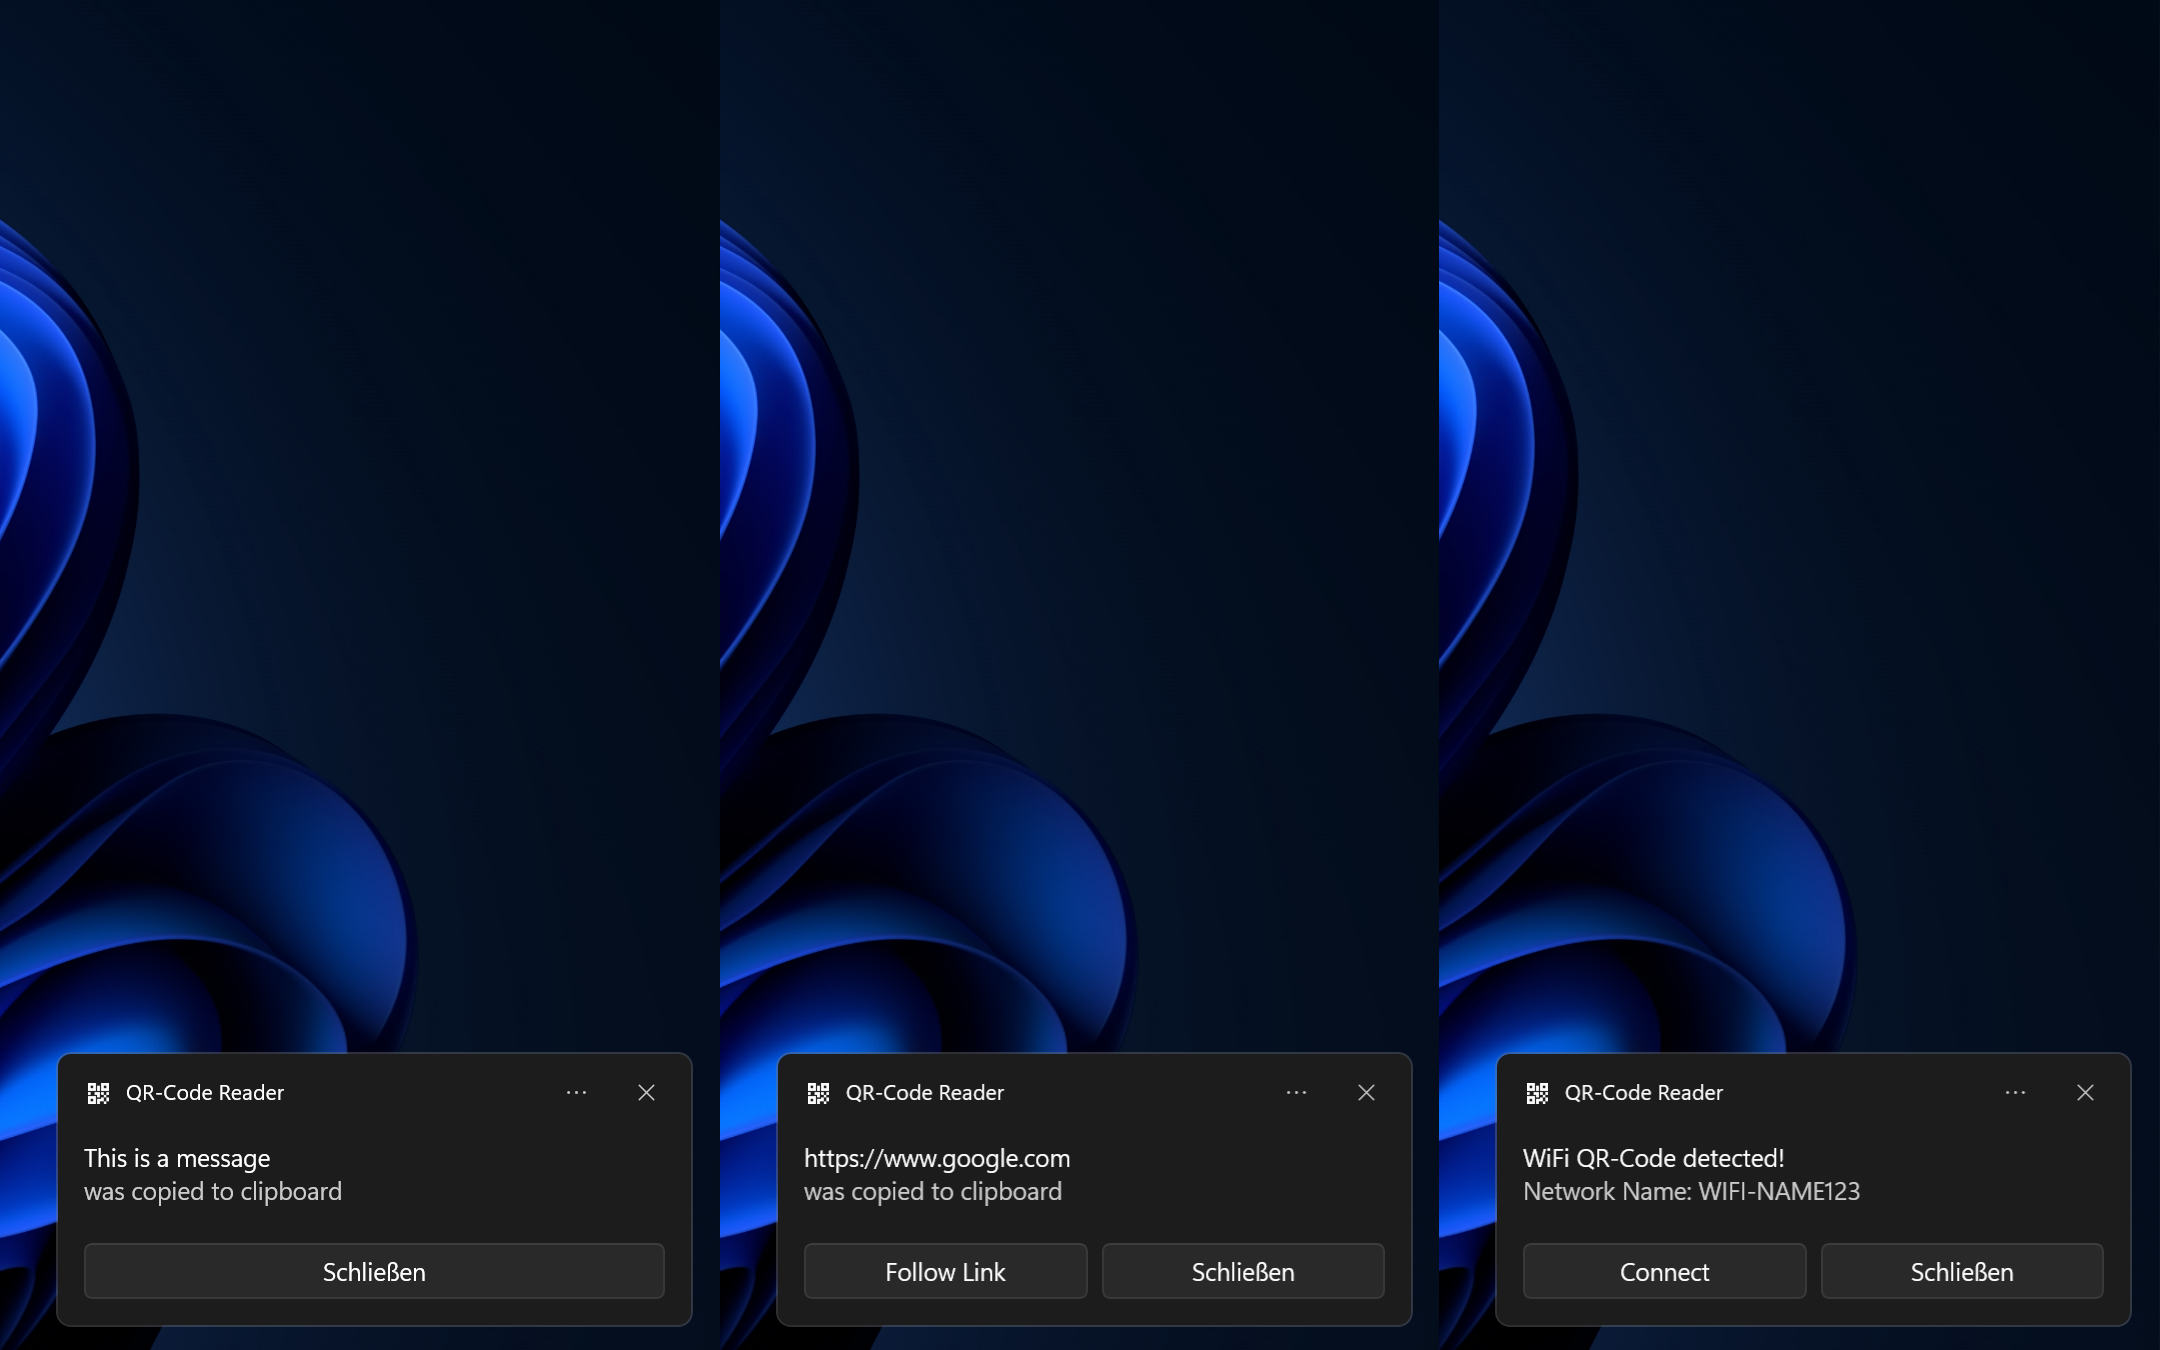 QR-Code Reader
This is a message
was copied to clipboard
Schließen
QR-Code Reader
https://www.google.com
was copied to clipboard
Follow Link
Schließen
QR-Code Reader
WiFi QR-Code detected!
Network Name: WIFI-NAME123
Connect
Schließen